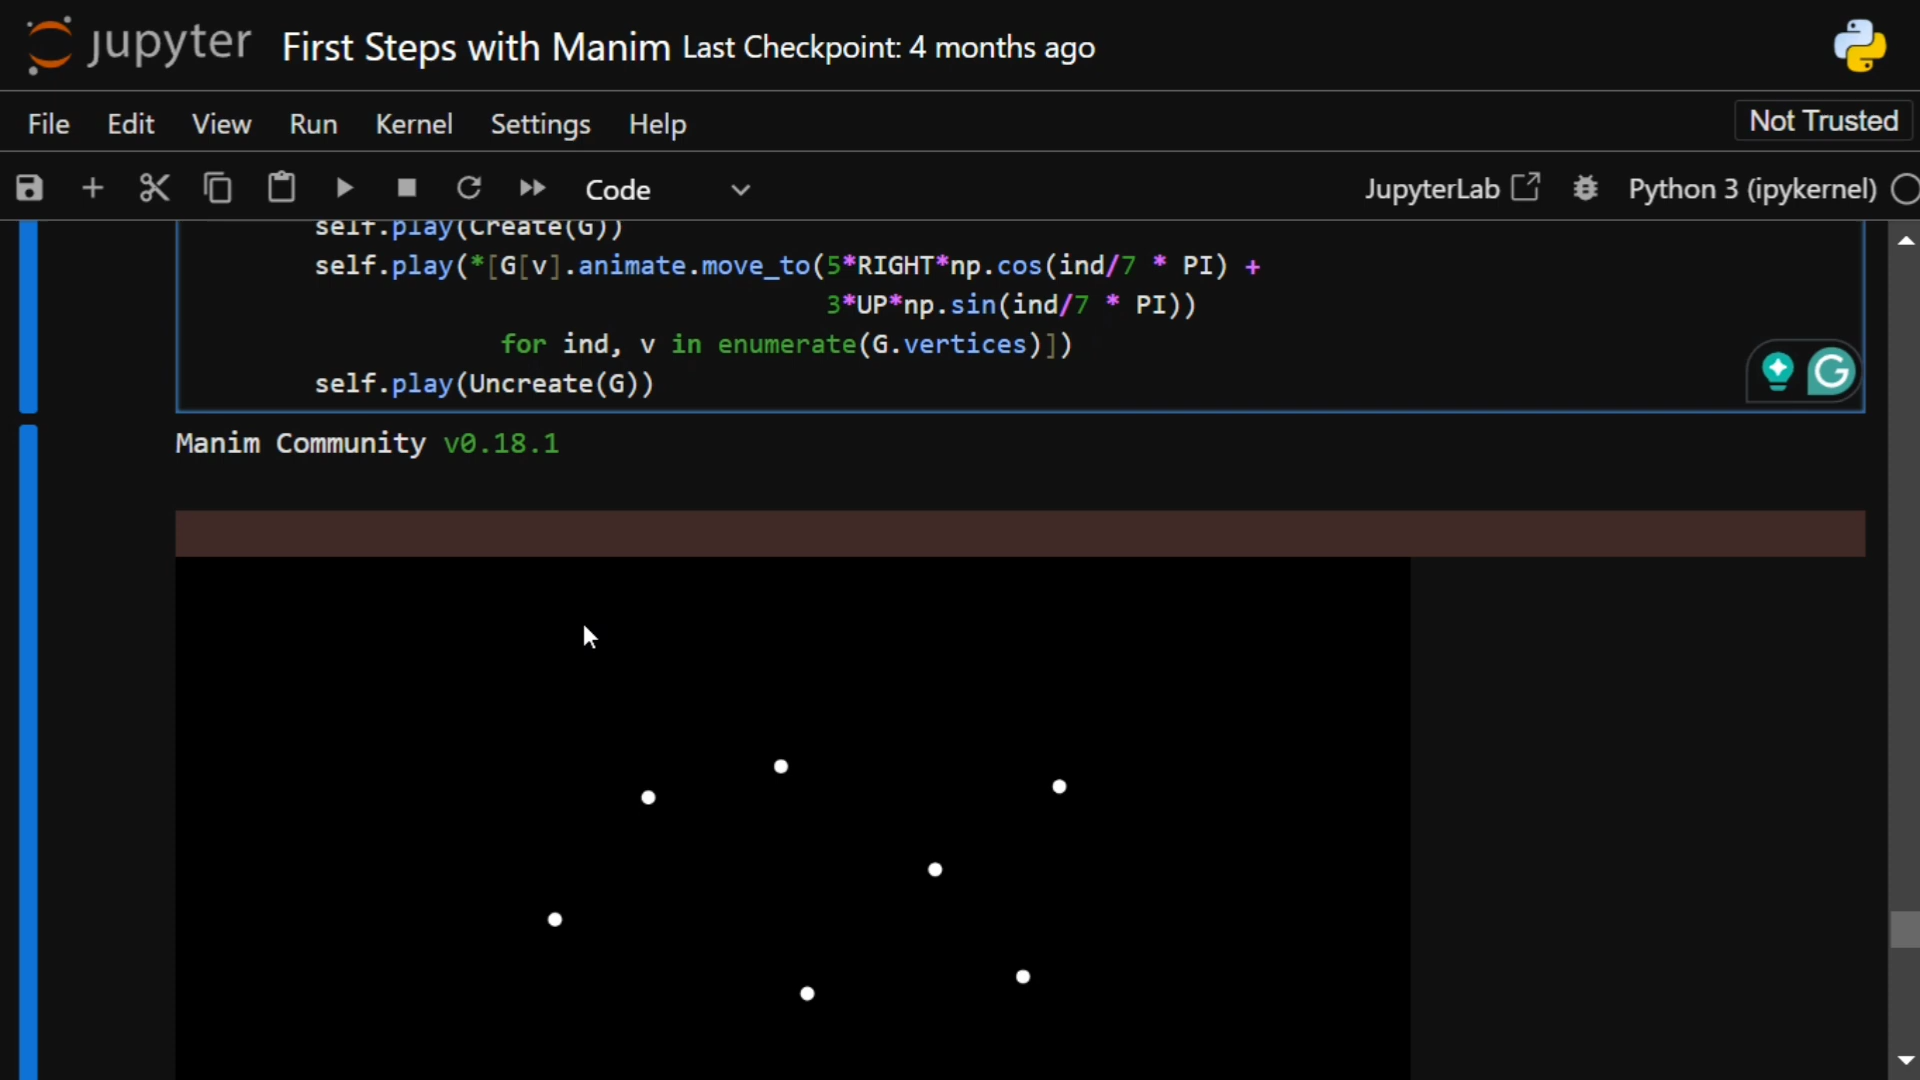 jupyter First Steps with Manim Last Checkpoint: 4 months ago
File Edit View Run Kernel Settings Help Not Trusted
Code JupyterLab Python 3 (ipykernel)
self.play(Create(G))
self.play(*[G[v].animate.move_to(5*RIGHT*np.cos(ind/7 * PI) +
3*UP*np.sin(ind/7 * PI))
for ind, v in enumerate(G.vertices)])
self.play(Uncreate(G))
Manim Community v0.18.1